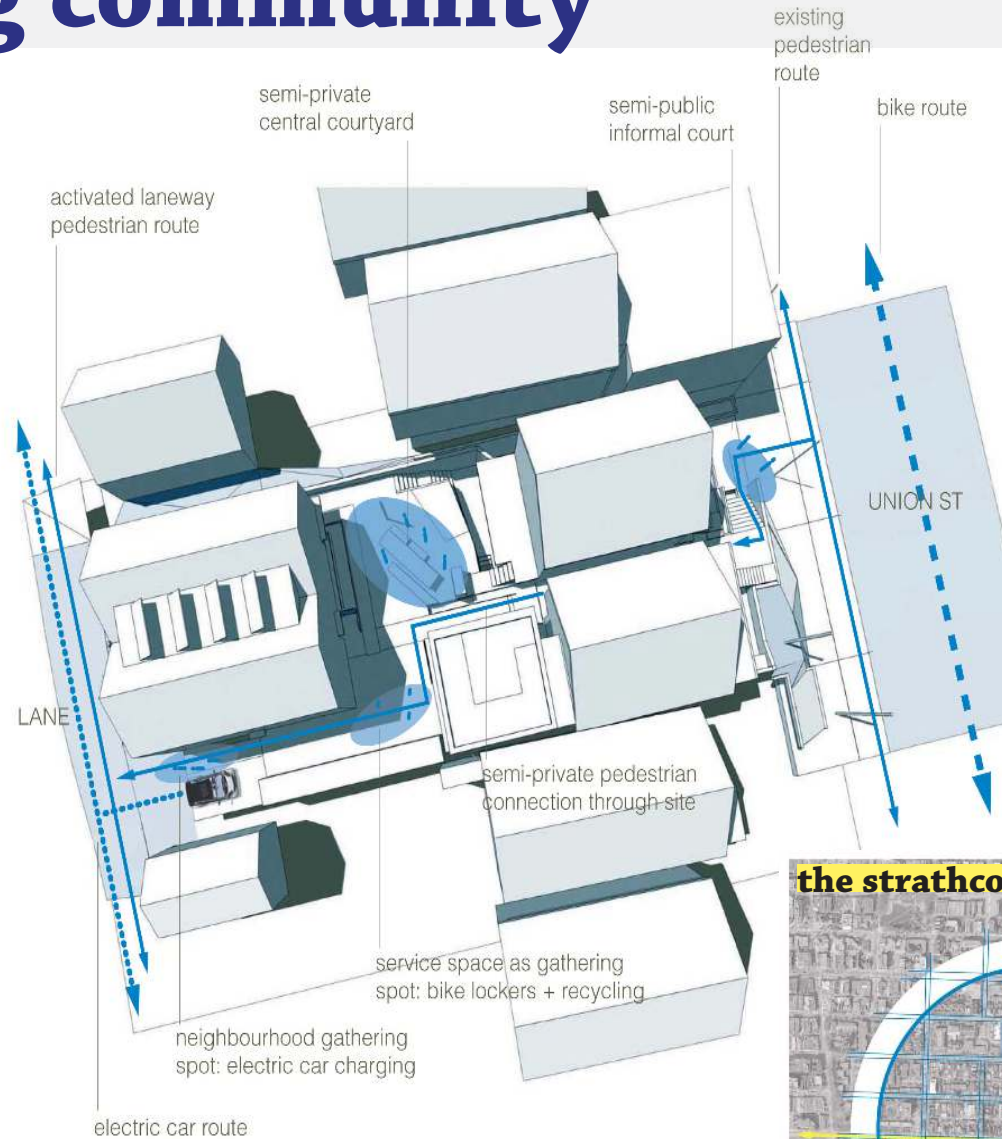 g community
existing
pedestrian
route
semi-private
central courtyard
semi-public
informal court
bike route
activated laneway
pedestrian route
UNION ST
LANE
semi-private pedestrian
connection through site
the strathco
service space as gathering
spot: bike lockers + recycling
neighbourhood gathering
spot: electric car charging
electric car route